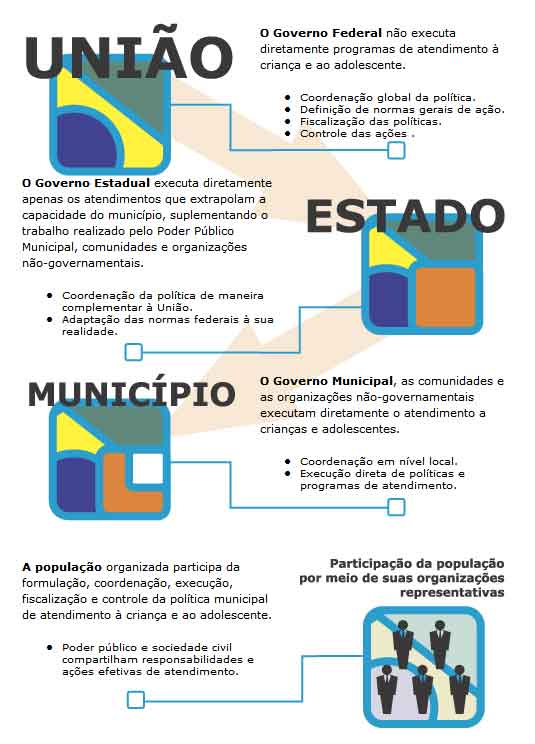 UNIÃO
O Governo Federal não executa
diretamente programas de atendimento à
criança e ao adolescente.
• Coordenação global da política.
• Definição de normas gerais de ação.
• Fiscalização das políticas.
• Controle das ações .
O Governo Estadual executa diretamente
apenas os atendimentos que extrapolam a
capacidade do município, suplementando o
trabalho realizado pelo Poder Público
Municipal, comunidades e organizações
não-governamentais.
• Coordenação da política de maneira
complementar à União.
• Adaptação das normas federais à sua
realidade.
ESTADO
MUNICÍPIO
O Governo Municipal, as comunidades e
as organizações não-governamentais
executam diretamente o atendimento a
crianças e adolescentes.
• Coordenação em nível local.
• Execução direta de políticas e
programas de atendimento.
A população organizada participa da
formulação, coordenação, execução,
fiscalização e controle da política municipal
de atendimento à criança e ao adolescente.
• Poder público e sociedade civil
compartilham responsabilidades e
ações efetivas de atendimento.
Participação da população
por meio de suas organizações
representativas